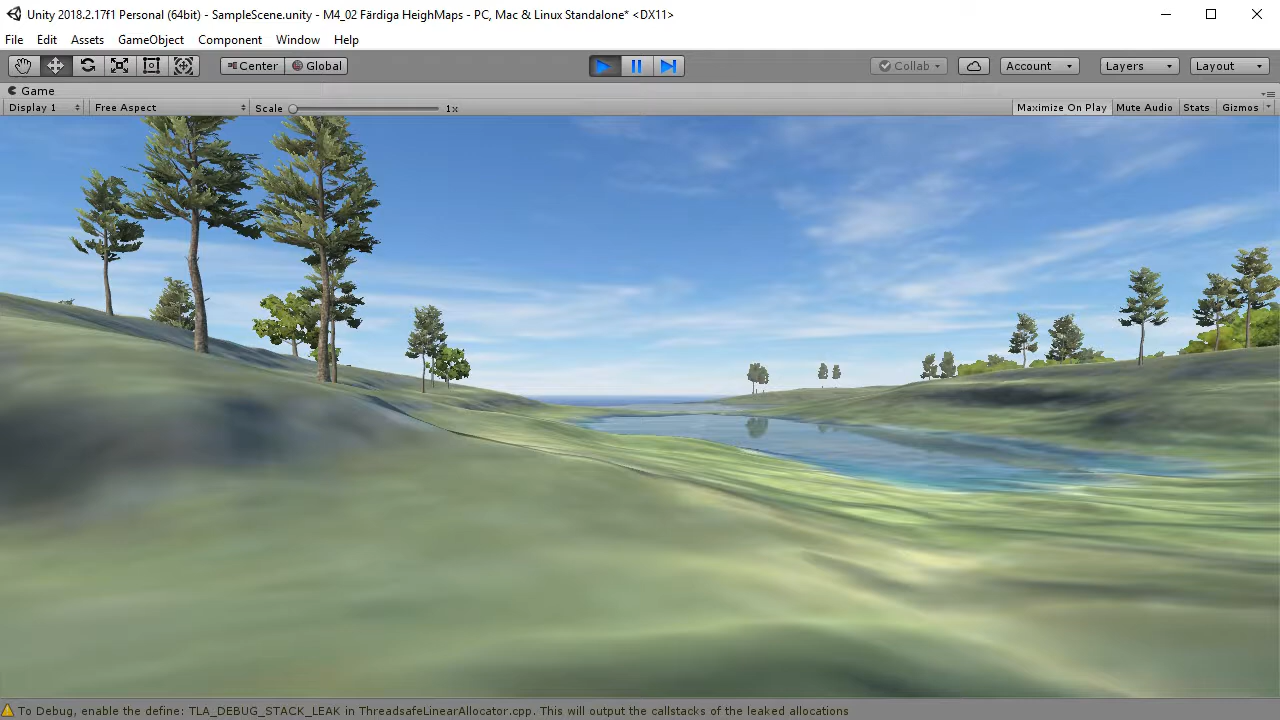 Unity 2018.2.17f1 Personal (64bit) - SampleScene.unity - M4_02 Färdiga HeighMaps - PC, Mac & Linux Standalone* <DX11>
File Edit Assets GameObject Component Window Help
Center Global Collab Account Layers Layout
Game
Display 1 Free Aspect Scale 1x Maximize On Play Mute Audio Stats Gizmos
To Debug, enable the define: TLA_DEBUG_STACK_LEAK in ThreadsafeLinearAllocator.cpp. This will output the callstacks of the leaked allocations